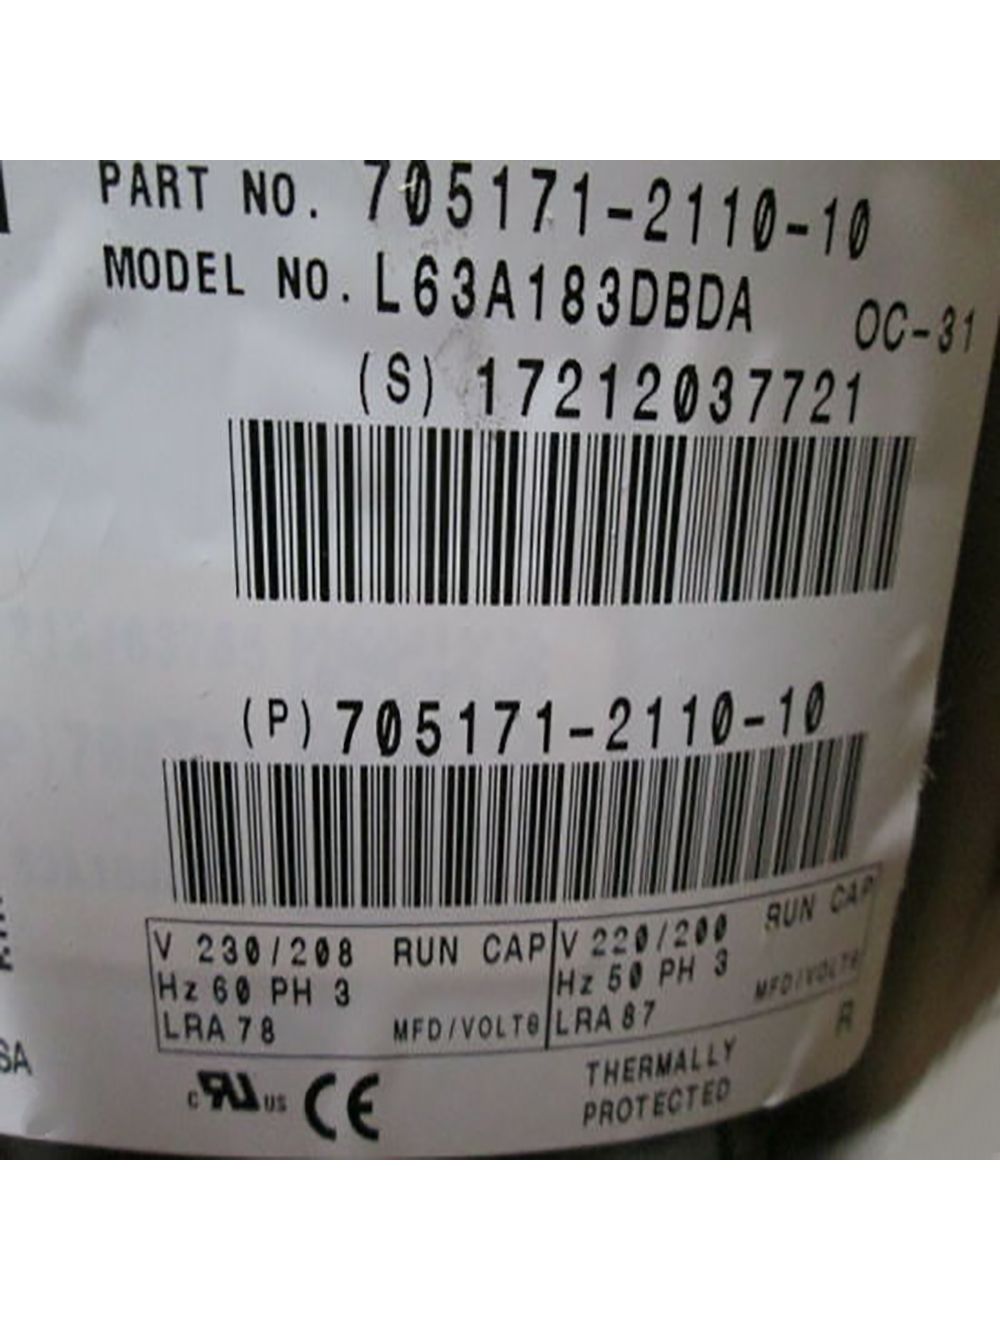 PART NO. 705171-2110-10
MODEL NO. L63A183DBDA
OC-31
(S) 17212037721
(P) 705171-2110-10
V 230/208 RUN CAP
Hz 60 PH 3
LRA 78 MFD/VOLTS
V 220/200 RUN CAP
Hz 50 PH 3
MFD/VOLTS
LRA 87
R
c RU us CE
THERMALLY
PROTECTED
SA